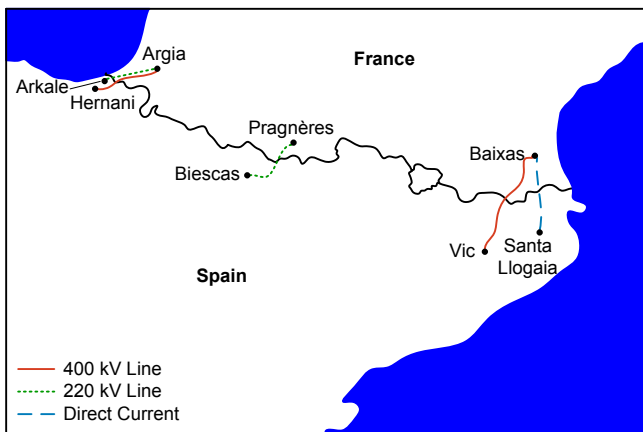 Argia
France
Arkale
Hernani
Pragnères
Baixas
Biescas
Santa
Llogaia
Vic
Spain
400 kV Line
220 kV Line
Direct Current